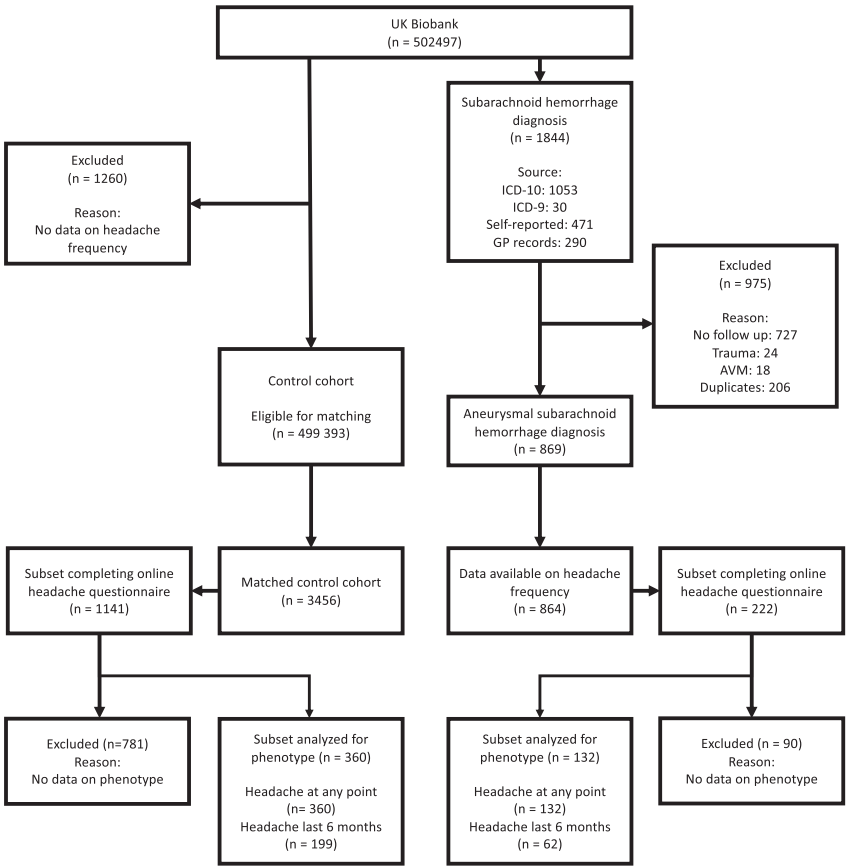 UK Biobank
(n = 502497)
Subarachnoid hemorrhage
diagnosis
(n = 1844)
Source:
ICD-10: 1053
ICD-9: 30
Self-reported: 471
GP records: 290
Excluded
(n = 1260)
Reason:
No data on headache
frequency
Excluded
(n = 975)
Reason:
No follow up: 727
Trauma: 24
AVM: 18
Duplicates: 206
Control cohort
Eligible for matching
(n = 499 393)
Aneurysmal subarachnoid
hemorrhage diagnosis
(n = 869)
Subset completing online
headache questionnaire
(n = 1141)
Matched control cohort
(n = 3456)
Data available on headache
frequency
(n = 864)
Subset completing online
headache questionnaire
(n = 222)
Excluded (n=781)
Reason:
No data on phenotype
Subset analyzed for
phenotype (n = 360)
Headache at any point
(n= 360)
Headache last 6 months
(n = 199)
Subset analyzed for
phenotype (n = 132)
Headache at any point
(n = 132)
Headache last 6 months
(n = 62)
Excluded (n = 90)
Reason:
No data on phenotype